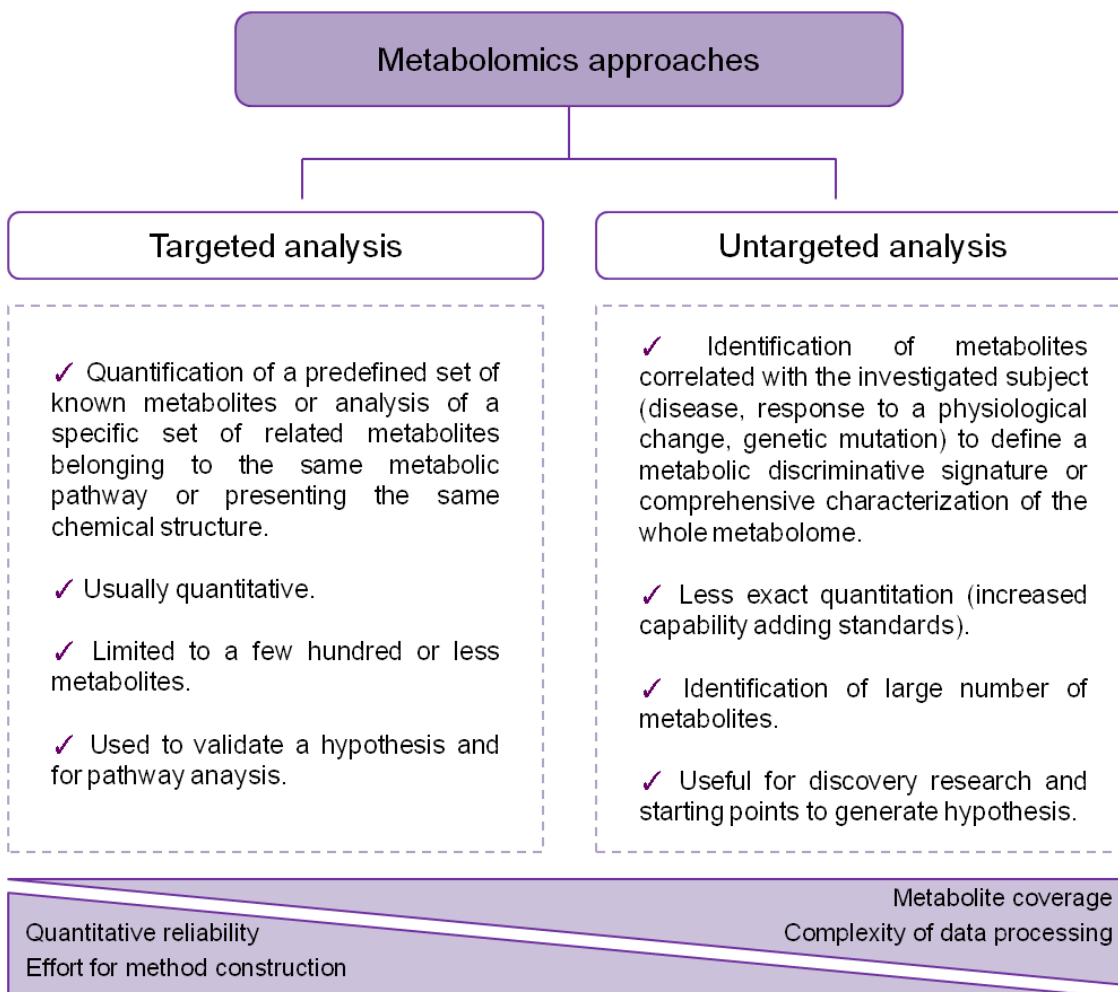 Metabolomics approaches
Targeted analysis
✓ Quantification of a predefined set of
known metabolites or analysis of a
specific set of related metabolites
belonging to the same metabolic
pathway or presenting the same
chemical structure.
✓ Usually quantitative.
✓ Limited to a few hundred or less
metabolites.
✓ Used to validate a hypothesis and
for pathway anaysis.
Untargeted analysis
✓ Identification of metabolites
correlated with the investigated subject
(disease, response to a physiological
change, genetic mutation) to define a
metabolic discriminative signature or
comprehensive characterization of the
whole metabolome.
✓ Less exact quantitation (increased
capability adding standards).
✓ Identification of large number of
metabolites.
✓ Useful for discovery research and
starting points to generate hypothesis.
Quantitative reliability
Effort for method construction
Metabolite coverage
Complexity of data processing